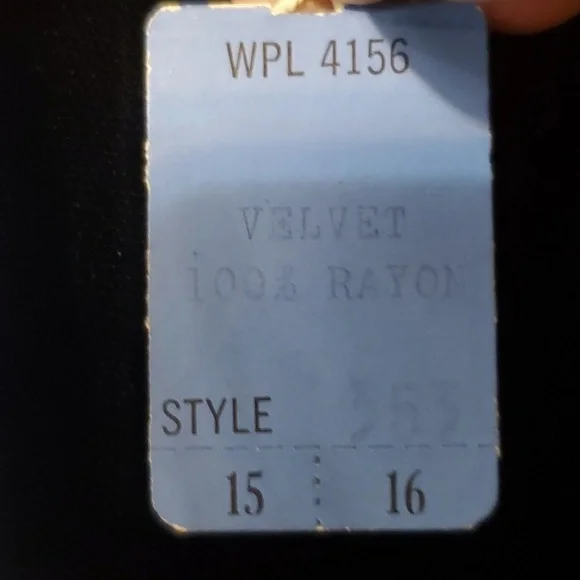 WPL 4156
VELVET
100% RAYON
STYLE
15 16